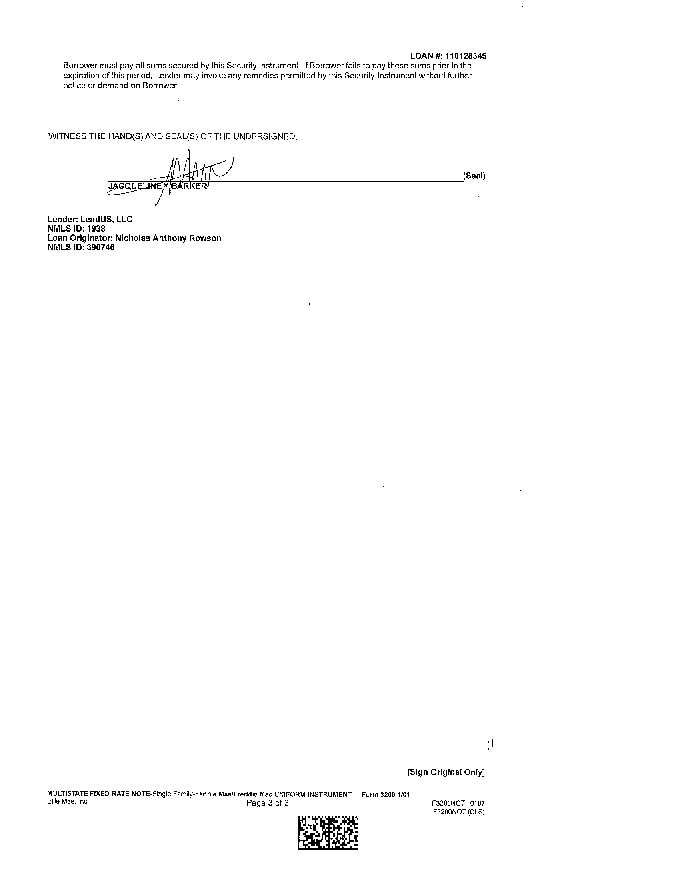 LOAN #: 110128345
Borrower must pay all sums secured by this Security Instrument. If Borrower fails to pay these sums prior to the
expiration of this period, Lender may invoke any remedies permitted by this Security Instrument without further
notice or demand on Borrower.
WITNESS THE HAND(S) AND SEAL(S) OF THE UNDERSIGNED.
(Seal)
JACQUELINE Y BARKER
Lender: LendUS, LLC
NMLS ID: 1938
Loan Originator: Nicholas Anthony Rowson
NMLS ID: 390746
[Sign Original Only]
MULTISTATE FIXED RATE NOTE-Single Family-Fannie Mae/Freddie Mac UNIFORM INSTRUMENT Form 3200 1/01
Ellie Mae, Inc.
Page 3 of 3
F3200NOT
F3200NOT (CLS)